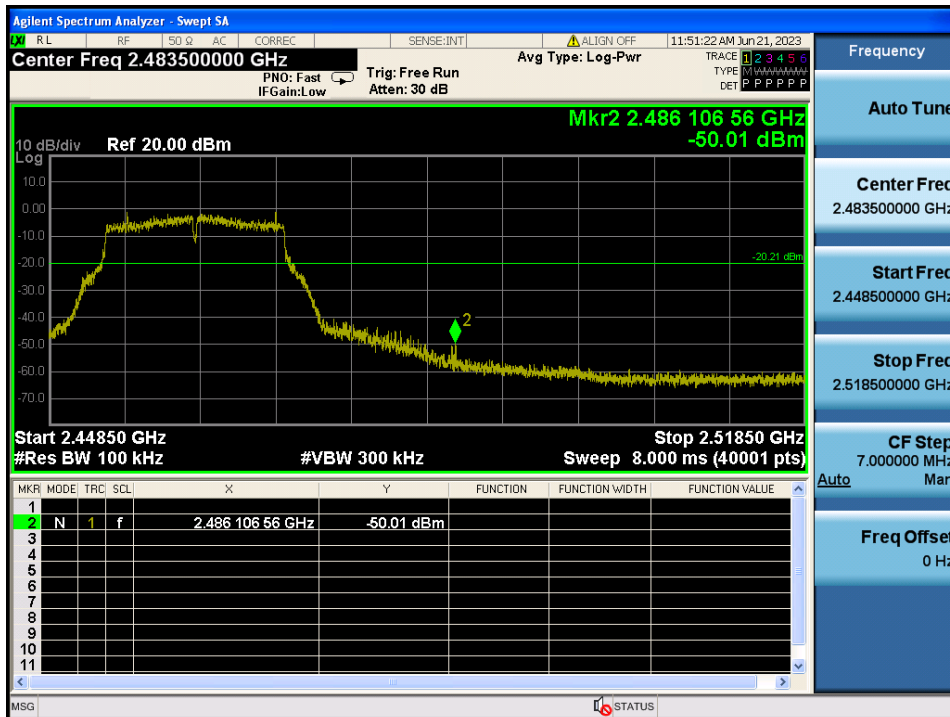 Agilent Spectrum Analyzer - Swept SA
LXI RL RF 50 Ω AC CORREC SENSE:INT ALIGN OFF 11:51:22 AM Jun 21, 2023
Center Freq 2.483500000 GHz
PNO: Fast
IFGain:Low
Trig: Free Run
Atten: 30 dB
Avg Type: Log-Pwr
TRACE 1 2 3 4 5 6
TYPE M
DET P P P P P P
Mkr2 2.486 106 56 GHz
-50.01 dBm
10 dB/div Ref 20.00 dBm
Log
10.0
0.00
-10.0
-20.0
-20.21 dBm
-30.0
-40.0
2
-50.0
-60.0
-70.0
Start 2.44850 GHz Stop 2.51850 GHz
#Res BW 100 kHz #VBW 300 kHz Sweep 8.000 ms (40001 pts)
MKR MODE TRC SCL X Y FUNCTION FUNCTION WIDTH FUNCTION VALUE
1
2 N 1 f 2.486 106 56 GHz -50.01 dBm
3
4
5
6
7
8
9
10
11
MSG STATUS
Frequency
Auto Tune
Center Freq
2.483500000 GHz
Start Freq
2.448500000 GHz
Stop Freq
2.518500000 GHz
CF Step
7.000000 MHz
Auto Man
Freq Offset
0 Hz